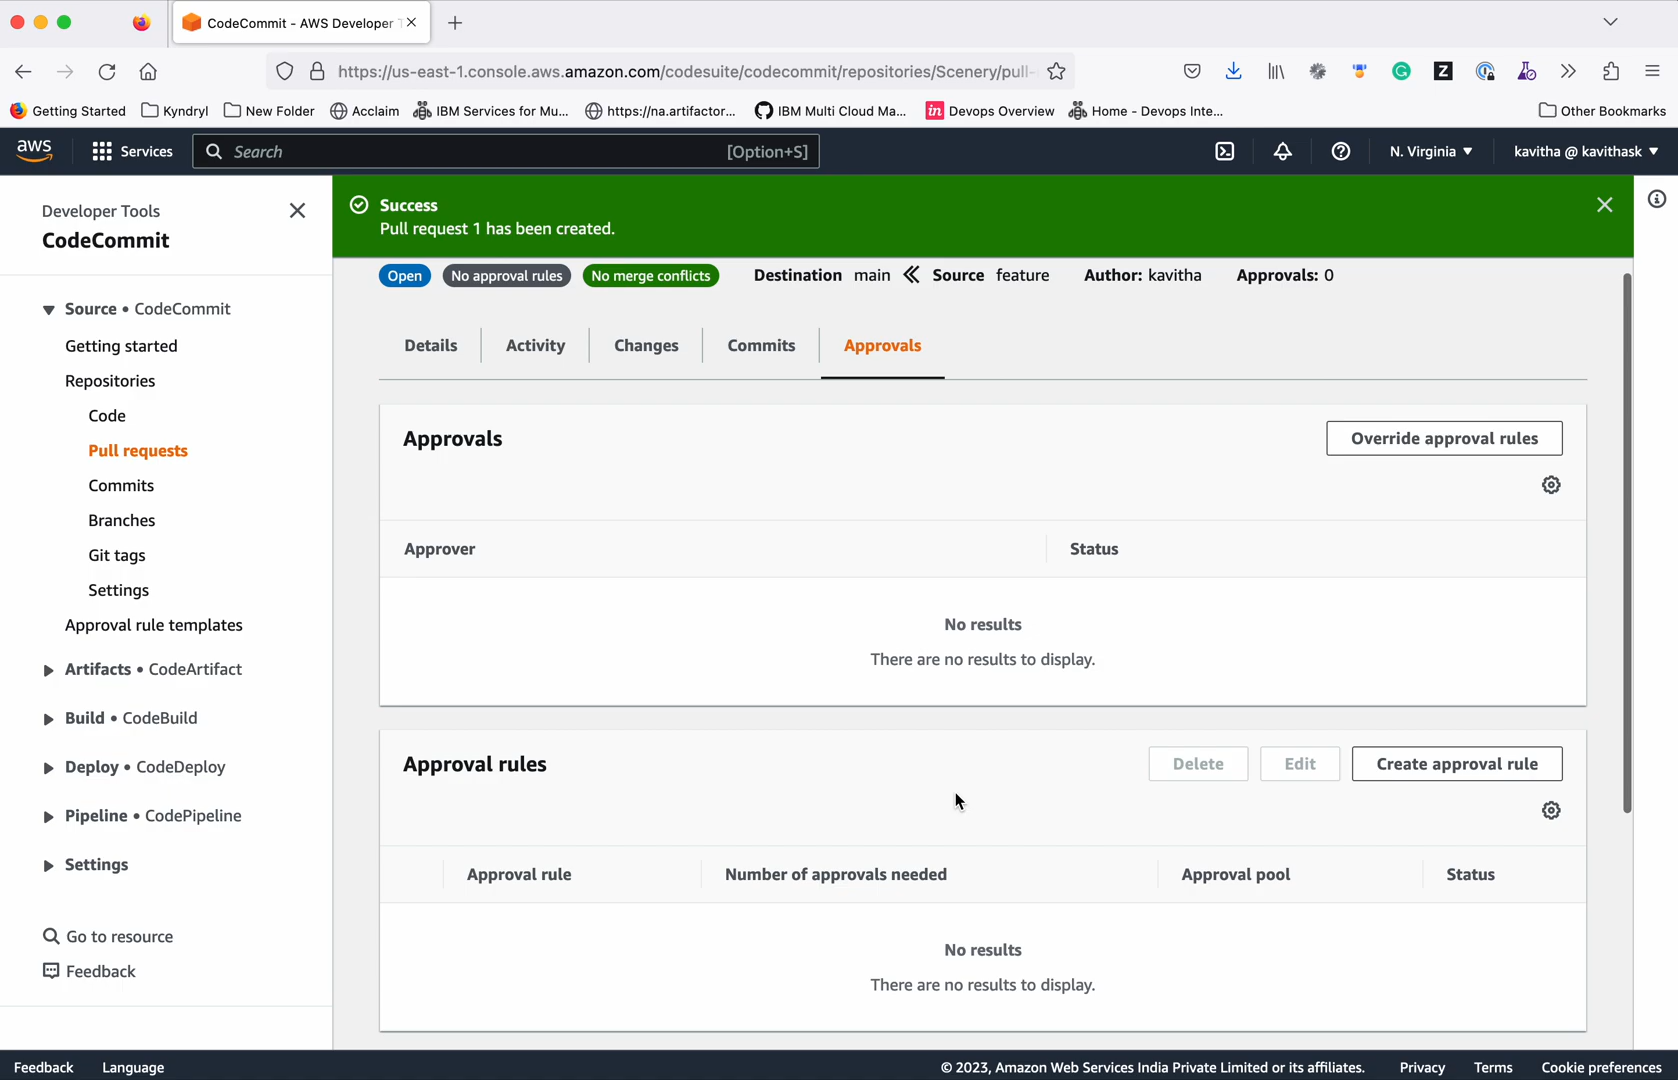 CodeCommit - AWS Developer T
https://us-east-1.console.aws.amazon.com/codesuite/codecommit/repositories/Scenery/pull-
Getting Started
Kyndryl
New Folder
Acclaim
IBM Services for Mu...
https://na.artifactor...
IBM Multi Cloud Ma...
Devops Overview
Home - Devops Inte...
Other Bookmarks
aws
Services
Search
[Option+S]
N. Virginia
kavitha @ kavithask
Developer Tools
CodeCommit
Source • CodeCommit
Getting started
Repositories
Code
Pull requests
Commits
Branches
Git tags
Settings
Approval rule templates
Artifacts • CodeArtifact
Build • CodeBuild
Deploy • CodeDeploy
Pipeline • CodePipeline
Settings
Go to resource
Feedback
Success
Pull request 1 has been created.
Open
No approval rules
No merge conflicts
Destination main
Source feature
Author: kavitha
Approvals: 0
Details
Activity
Changes
Commits
Approvals
Approvals
Override approval rules
Approver
Status
No results
There are no results to display.
Approval rules
Delete
Edit
Create approval rule
Approval rule
Number of approvals needed
Approval pool
Status
No results
There are no results to display.
Feedback
Language
© 2023, Amazon Web Services India Private Limited or its affiliates.
Privacy
Terms
Cookie preferences